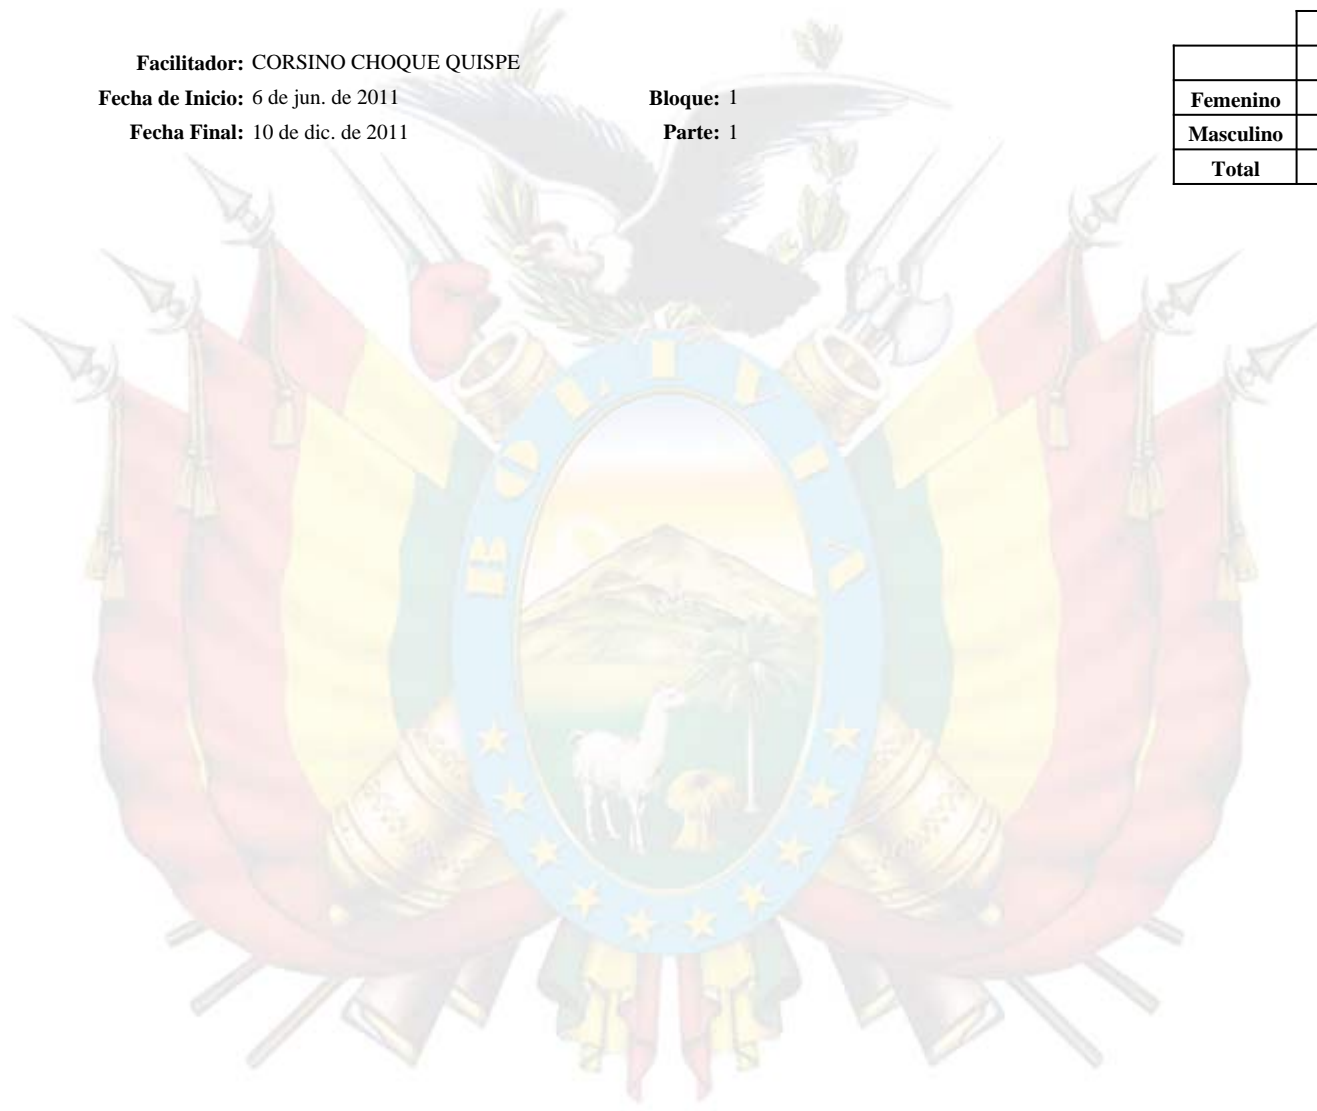 Facilitador: CORSINO CHOQUE QUISPE
Fecha de Inicio: 6 de jun. de 2011 Bloque: 1
Fecha Final: 10 de dic. de 2011 Parte: 1
Femenino
Masculino
Total
BOLIVIA